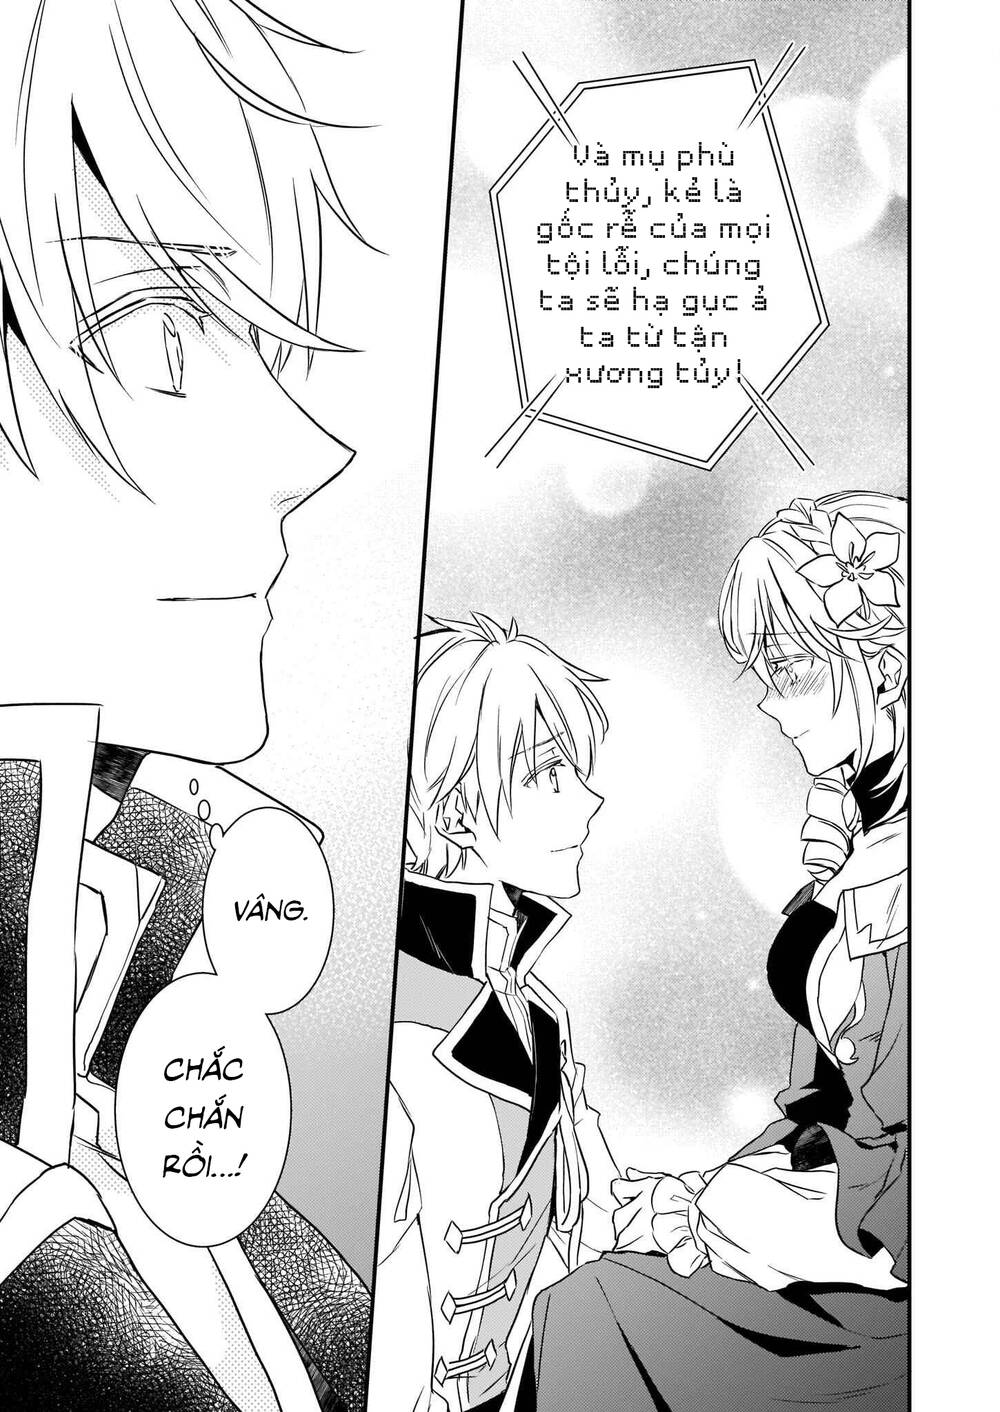 Và mụ phù
thủy, kẻ là
gốc rễ của mọi
tội lỗi, chúng
ta sẽ hạ gục ả
ta từ tận
xương tủy!
VÂNG.
CHẮC
CHẮN
RỒI...!